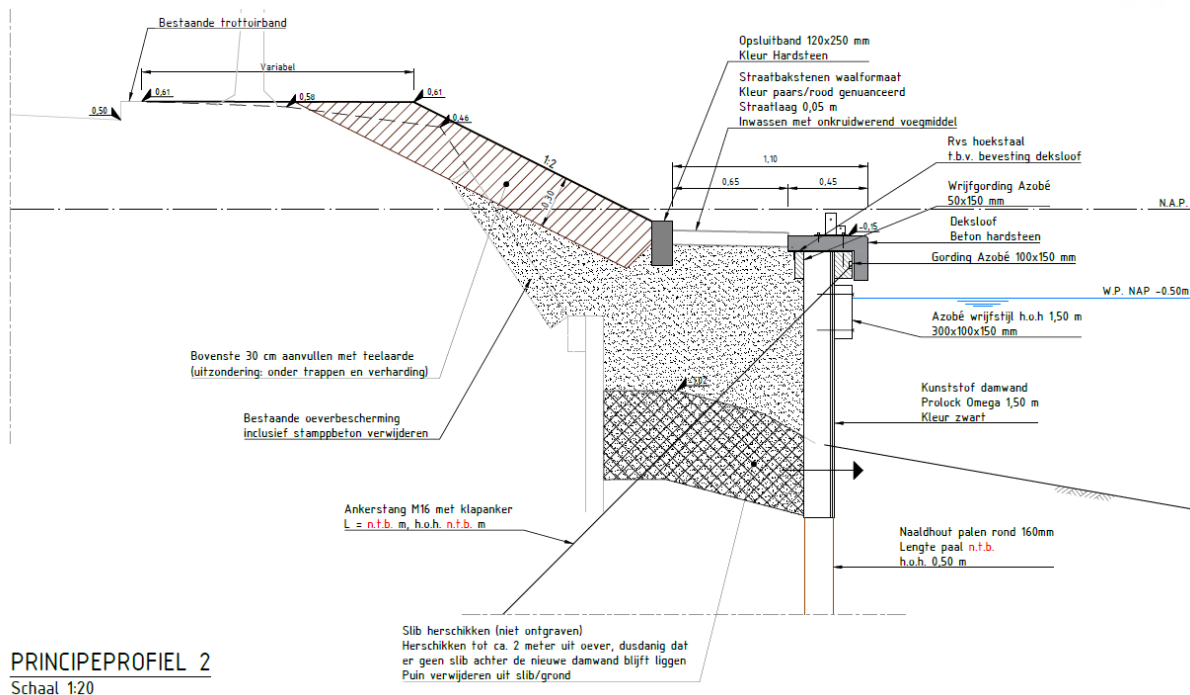 Bestaande trottoirband
Variabel
0,61
0,58
0,61
0,50
0,46
1:2
0,30
Opsluitband 120x250 mm
Kleur Hardsteen
Straatbakstenen waalformaat
Kleur paars/rood genuanceerd
Straatlaag 0,05 m
Inwassen met onkruidwerend voegmiddel
1,10
0,65
0,45
Rvs hoekstaal
t.b.v. bevesting deksloof
Wrijfgording Azobé
50x150 mm
N.A.P.
Deksloof
Beton hardsteen
-0,15
Gording Azobé 100x150 mm
W.P. NAP -0.50m
Azobé wrijfstijl h.o.h 1,50 m
300x100x150 mm
Bovenste 30 cm aanvullen met teelaarde
(uitzondering: onder trappen en verharding)
Kunststof damwand
Prolock Omega 1,50 m
Kleur zwart
Bestaande oeverbescherming
inclusief stampbeton verwijderen
Ankerstang M16 met klapanker
L = n.t.b. m, h.o.h. n.t.b. m
Naaldhout palen rond 160mm
Lengte paal n.t.b.
h.o.h. 0,50 m
Slib herschikken (niet ontgraven)
Herschikken tot ca. 2 meter uit oever, dusdanig dat
er geen slib achter de nieuwe damwand blijft liggen
Puin verwijderen uit slib/grond
PRINCIPEPROFIEL 2
Schaal 1:20